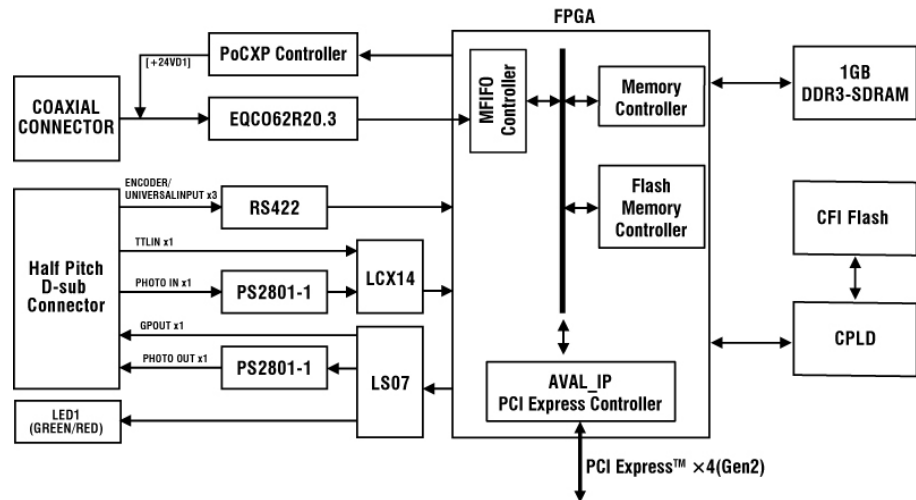 FPGA
PoCXP Controller
[+24VD1]
COAXIAL
CONNECTOR
EQCO62R20.3
MFIFO
Controller
Memory
Controller
1GB
DDR3-SDRAM
ENCODER/
UNIVERSALINPUT x3
RS422
Flash
Memory
Controller
CFI Flash
TTLIN x1
LCX14
Half Pitch
D-sub
Connector
PHOTO IN x1
PS2801-1
GPOUT x1
LS07
PHOTO OUT x1
PS2801-1
CPLD
AVAL_IP
PCI Express Controller
LED1
(GREEN/RED)
PCI Express™ ×4(Gen2)